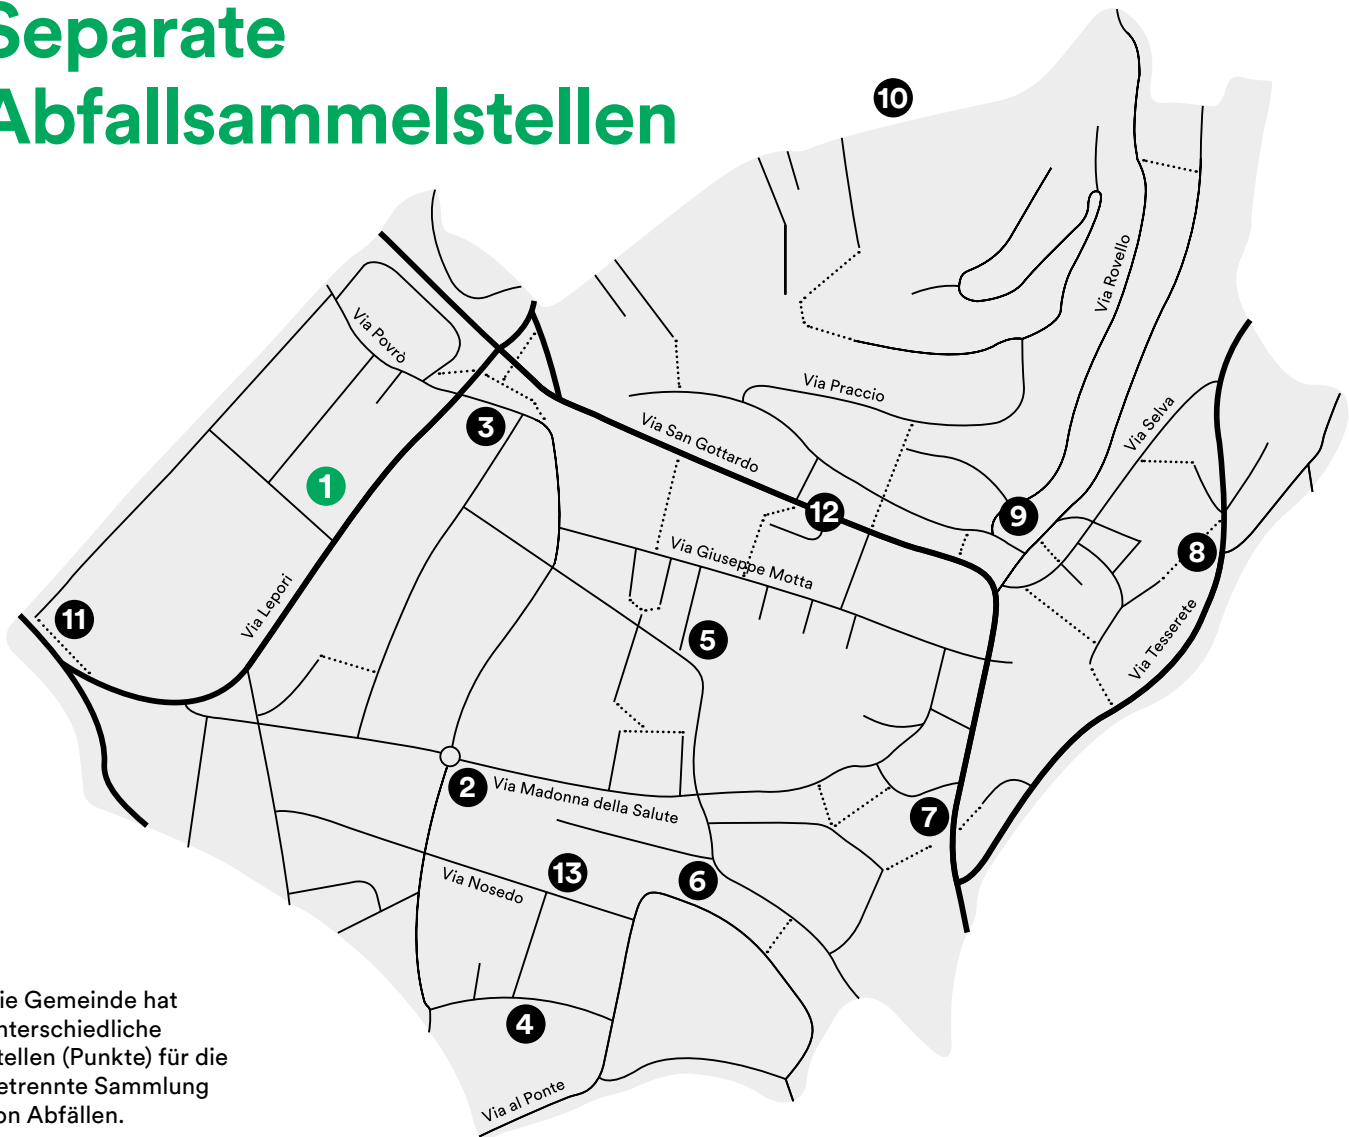 Separate
Abfallsammelstellen
10
Via Rovello
Via Povrò
Via Praccio
3
Via San Gottardo
Via Selva
1
12
9
8
Via Giuseppe Motta
11
Via Lepori
5
Via Tesserete
2
Via Madonna della Salute
7
13
6
Via Nosedo
4
Via al Ponte
ie Gemeinde hat
nterschiedliche
tellen (Punkte) für die
etrennte Sammlung
on Abfällen.